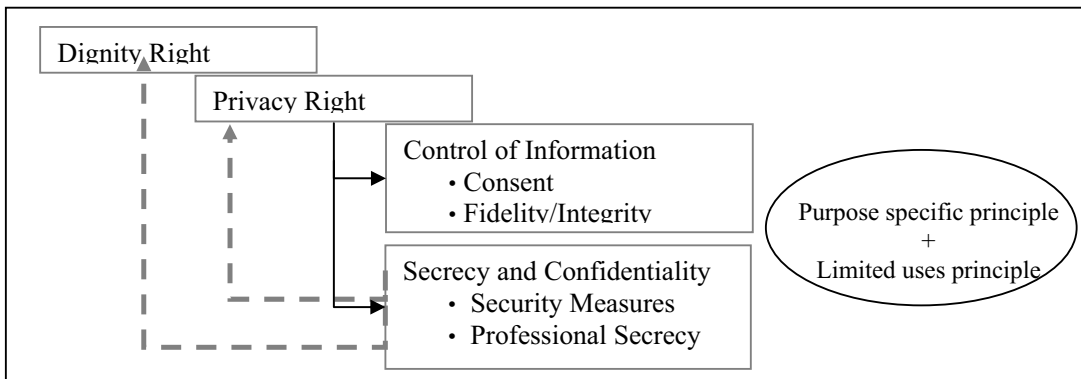 Dignity Right
Privacy Right
Control of Information
• Consent
• Fidelity/Integrity
Secrecy and Confidentiality
• Security Measures
• Professional Secrecy
Purpose specific principle
+
Limited uses principle